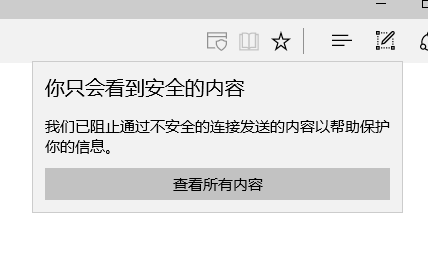 你只会看到安全的内容
我们已阻止通过不安全的连接发送的内容以帮助保护
你的信息。
查看所有内容